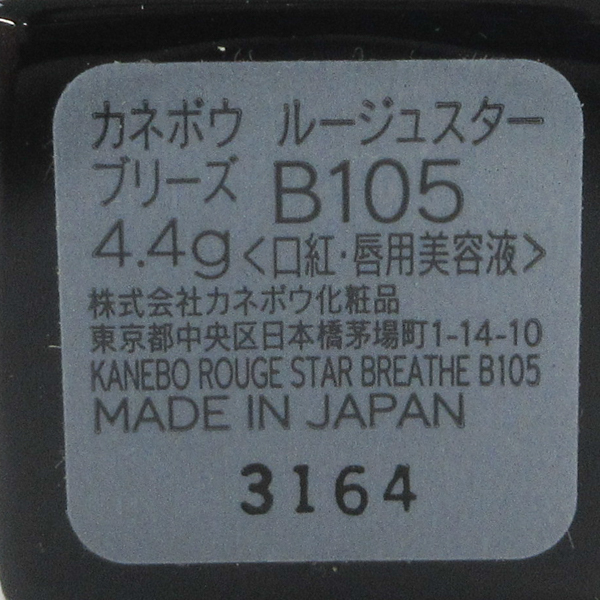 カネボウ ルージュスター
ブリーズ B105
4.4g<口紅・唇用美容液>
株式会社カネボウ化粧品
東京都中央区日本橋茅場町1-14-10
KANEBO ROUGE STAR BREATHE B105
MADE IN JAPAN
3164